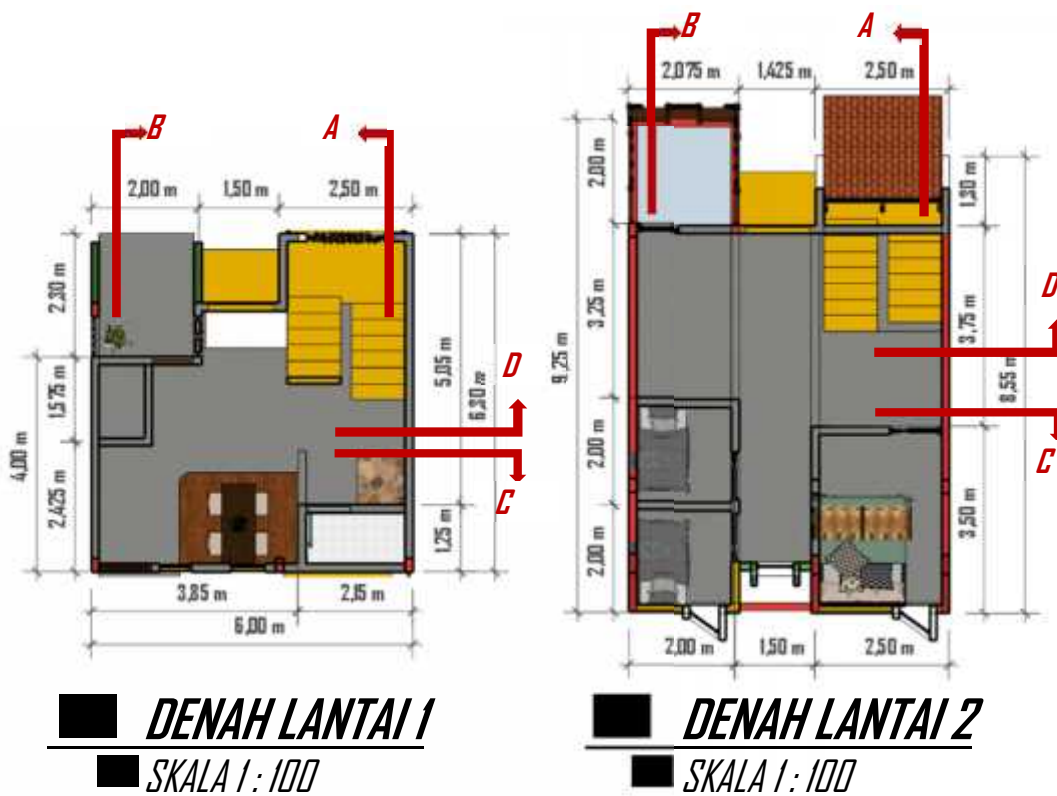 B
A
2,00 m
1,50 m
2,50 m
2,30 m
1,575 m
4,00 m
2,425 m
5,05 m
6,30 m
1,25 m
D
C
3,85 m
2,15 m
6,00 m
DENAH LANTAI 1
SKALA 1 : 100
B
A
2,075 m
1,425 m
2,50 m
2,00 m
1,30 m
3,25 m
9,25 m
3,75 m
8,55 m
D
C
2,00 m
2,00 m
3,50 m
2,00 m
1,50 m
2,50 m
DENAH LANTAI 2
SKALA 1 : 100